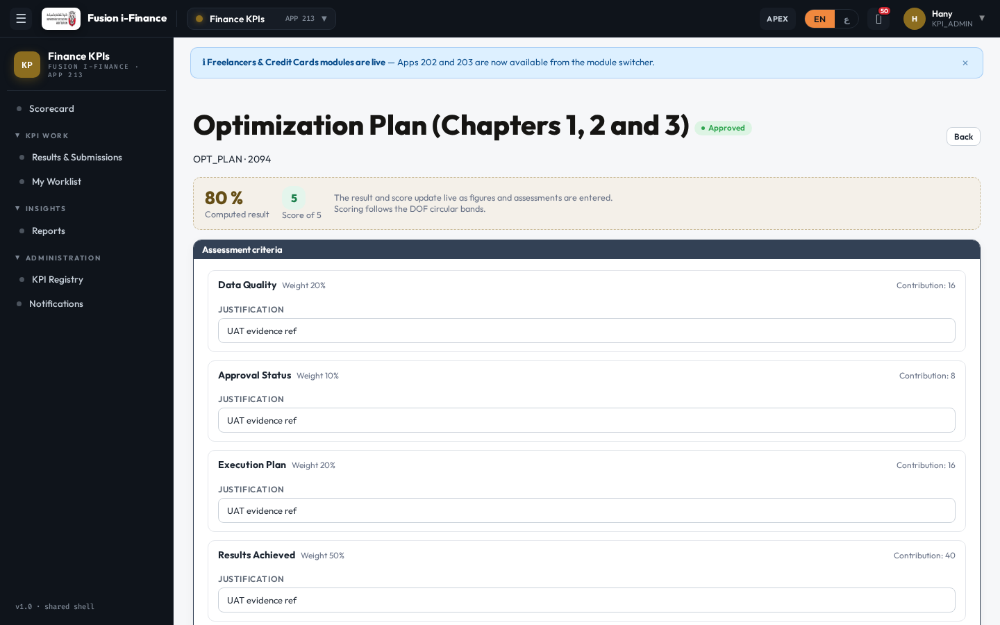 Fusion i-Finance
Finance KPIs
APP 213
APEX
EN
ع
50
H
Hany
KPI_ADMIN
KP
Finance KPIs
FUSION I-FINANCE ·
APP 213
Scorecard
KPI WORK
Results & Submissions
My Worklist
INSIGHTS
Reports
ADMINISTRATION
KPI Registry
Notifications
v1.0 · shared shell
ℹ Freelancers & Credit Cards modules are live — Apps 202 and 203 are now available from the module switcher.
×
Optimization Plan (Chapters 1, 2 and 3)
Approved
Back
OPT_PLAN · 2094
80 %
Computed result
5
Score of 5
The result and score update live as figures and assessments are entered.
Scoring follows the DOF circular bands.
Assessment criteria
Data Quality Weight 20%
Contribution: 16
JUSTIFICATION
UAT evidence ref
Approval Status Weight 10%
Contribution: 8
JUSTIFICATION
UAT evidence ref
Execution Plan Weight 20%
Contribution: 16
JUSTIFICATION
UAT evidence ref
Results Achieved Weight 50%
Contribution: 40
JUSTIFICATION
UAT evidence ref